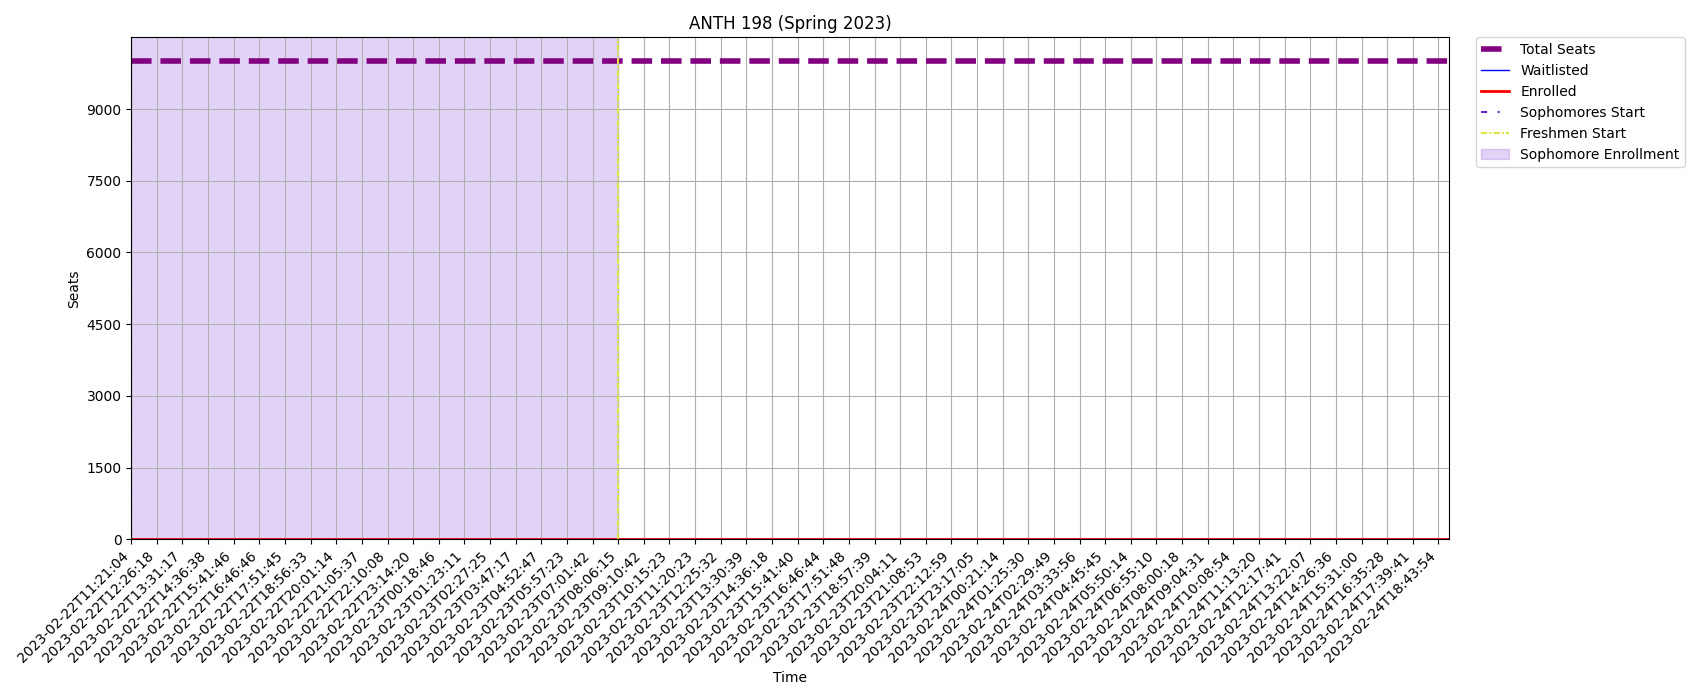 ANTH 198 (Spring 2023)
Total Seats
Waitlisted
Enrolled
Sophomores Start
Freshmen Start
Sophomore Enrollment
Seats
9000
7500
6000
4500
3000
1500
0
2023-02-22T11:21:04
2023-02-22T12:26:18
2023-02-22T13:31:17
2023-02-22T14:36:38
2023-02-22T15:41:46
2023-02-22T16:46:46
2023-02-22T17:51:45
2023-02-22T18:56:33
2023-02-22T20:01:14
2023-02-22T21:05:37
2023-02-22T22:10:08
2023-02-22T23:14:20
2023-02-23T00:18:46
2023-02-23T01:23:11
2023-02-23T02:27:25
2023-02-23T03:47:17
2023-02-23T04:52:47
2023-02-23T05:57:23
2023-02-23T07:01:42
2023-02-23T08:06:15
2023-02-23T09:10:42
2023-02-23T10:15:23
2023-02-23T11:20:23
2023-02-23T12:25:32
2023-02-23T13:30:39
2023-02-23T14:36:18
2023-02-23T15:41:40
2023-02-23T16:46:44
2023-02-23T17:51:48
2023-02-23T18:57:39
2023-02-23T20:04:11
2023-02-23T21:08:53
2023-02-23T22:12:59
2023-02-23T23:17:05
2023-02-24T00:21:14
2023-02-24T01:25:30
2023-02-24T02:29:49
2023-02-24T03:33:56
2023-02-24T04:45:45
2023-02-24T05:50:14
2023-02-24T06:55:10
2023-02-24T08:00:18
2023-02-24T09:04:31
2023-02-24T10:08:54
2023-02-24T11:13:20
2023-02-24T12:17:41
2023-02-24T13:22:07
2023-02-24T14:26:36
2023-02-24T15:31:00
2023-02-24T16:35:28
2023-02-24T17:39:41
2023-02-24T18:43:54
Time